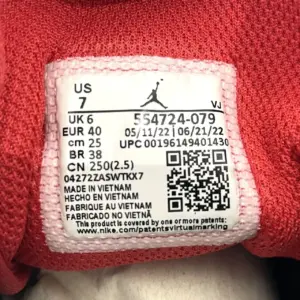 US
7
VJ
UK 6
554724-079
EUR 40
05/11/22 | 06/21/22
cm 25
UPC 00196149401430
BR 38
CN 250(2.5)
04272ZASWTKX7
MADE IN VIETNAM
HECHO EN VIETNAM
FABRIQUE AU VIETNAM
FABRICADO NO VIETNÃ
This product is covered by one or more patents:
www.nike.com/patentsvirtualmarking